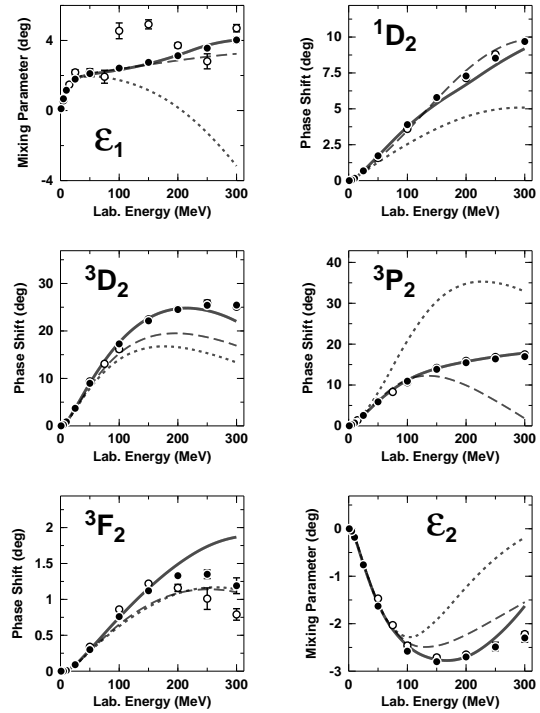 Mixing Parameter (deg)
4
0
-4
ε1
0 100 200 300
Lab. Energy (MeV)
Phase Shift (deg)
10
5
0
¹D₂
0 100 200 300
Lab. Energy (MeV)
Phase Shift (deg)
30
20
10
0
³D₂
0 100 200 300
Lab. Energy (MeV)
Phase Shift (deg)
40
30
20
10
0
³P₂
0 100 200 300
Lab. Energy (MeV)
Phase Shift (deg)
2
1.5
1
0.5
0
³F₂
0 100 200 300
Lab. Energy (MeV)
Mixing Parameter (deg)
0
-1
-2
-3
ε2
0 100 200 300
Lab. Energy (MeV)